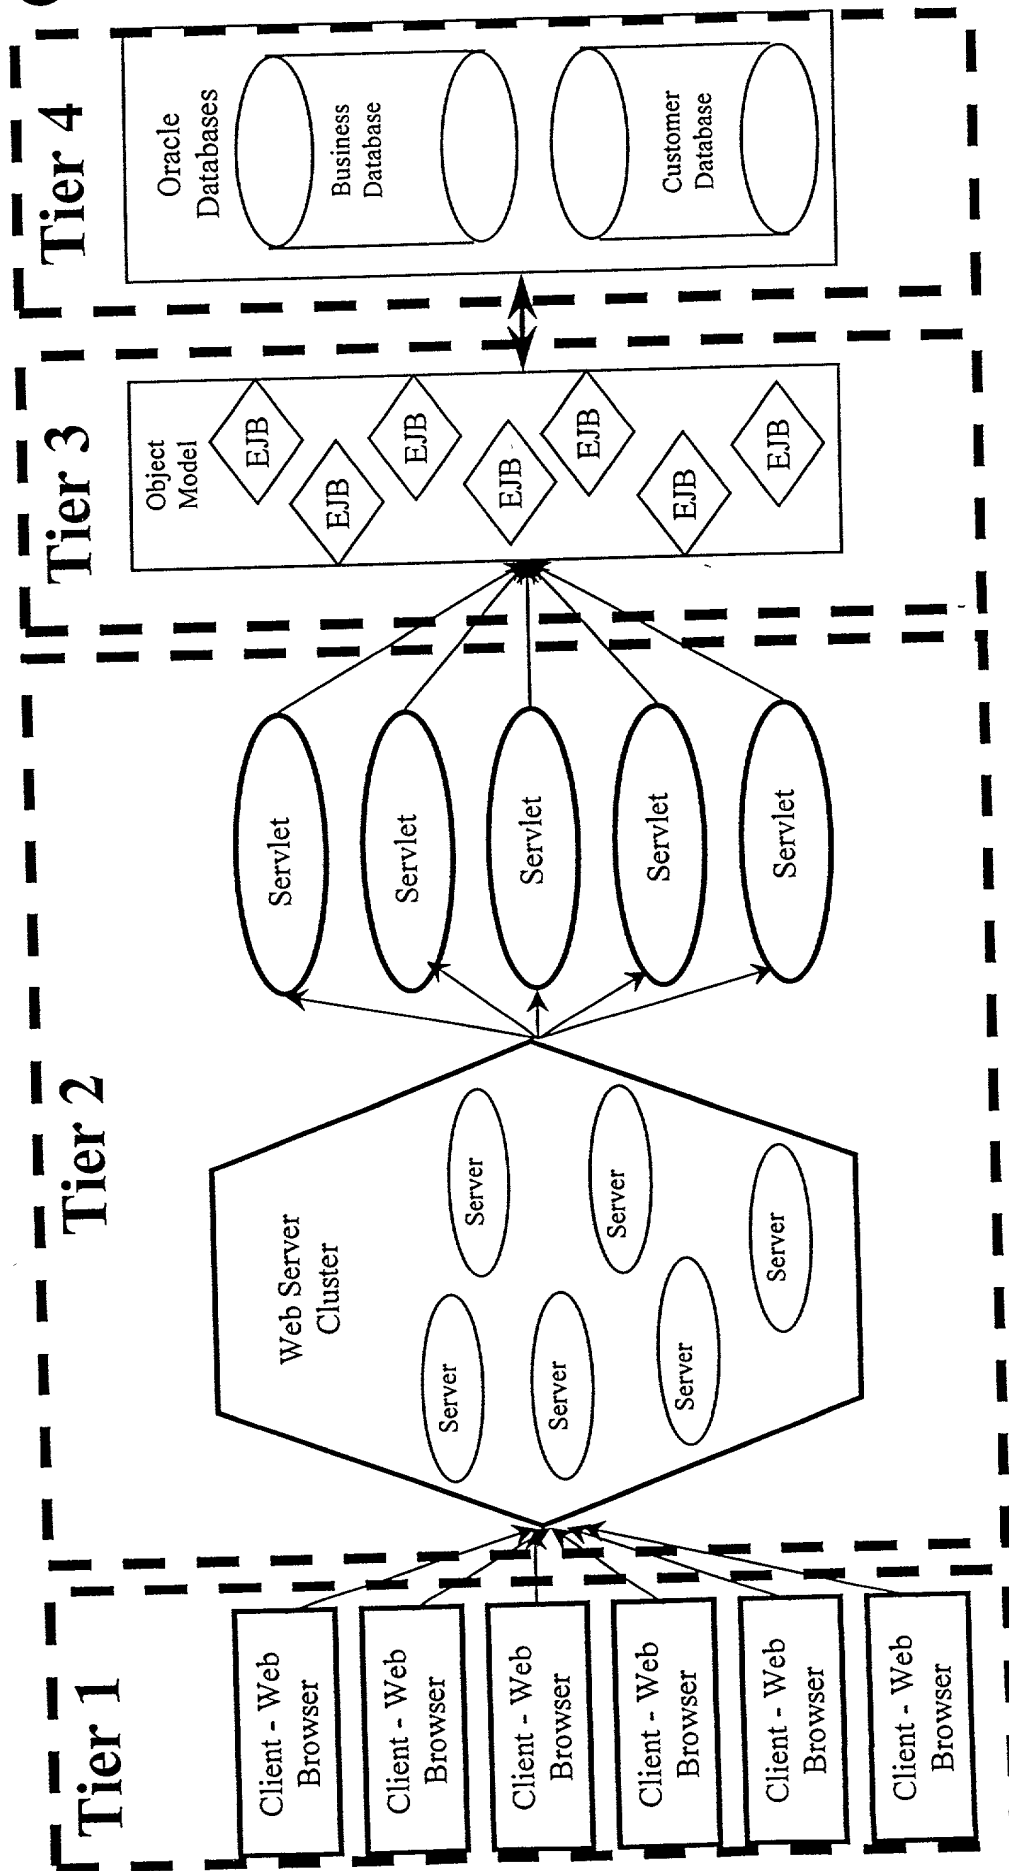 Tier 1
Client - Web
Browser
Client - Web
Browser
Client - Web
Browser
Client - Web
Browser
Client - Web
Browser
Client - Web
Browser
Tier 2
Web Server
Cluster
Server
Server
Server
Server
Server
Server
Servlet
Servlet
Servlet
Servlet
Servlet
Tier 3
Object
Model
EJB
EJB
EJB
EJB
EJB
EJB
EJB
Tier 4
Oracle
Databases
Business
Database
Customer
Database